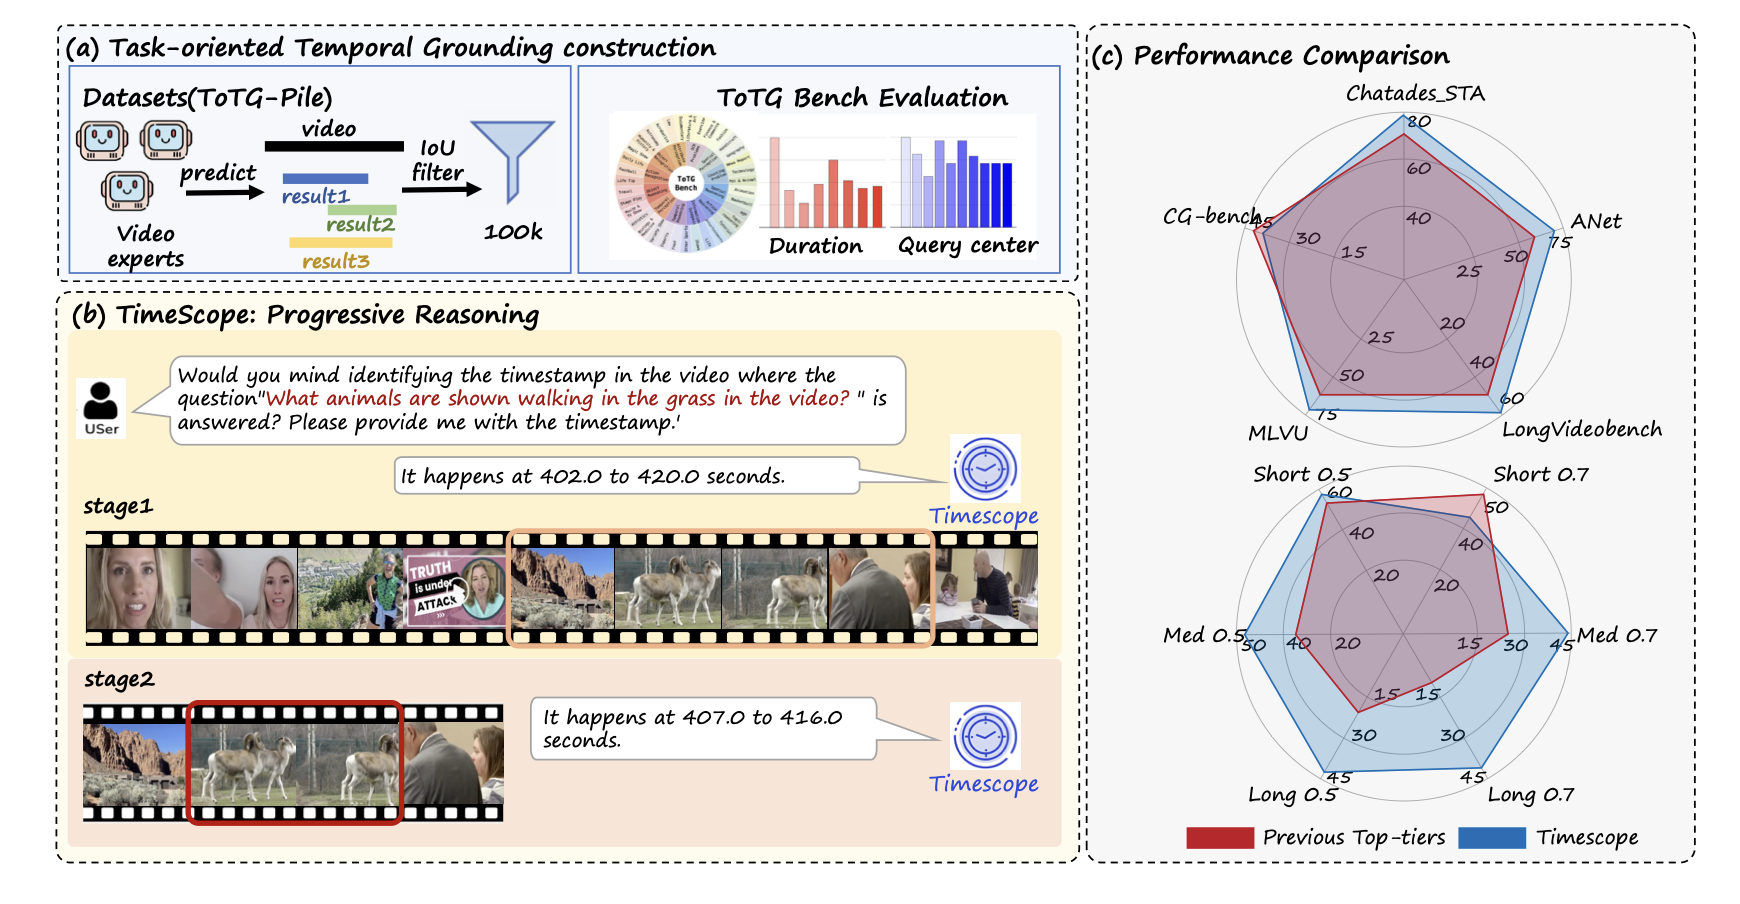 (a) Task-oriented Temporal Grounding construction
Datasets(ToTG-Pile)
video
predict
IoU
filter
result1
result2
result3
Video
experts
100k
ToTG Bench Evaluation
ToTG
Bench
Duration
Query center
(b) TimeScope: Progressive Reasoning
Would you mind identifying the timestamp in the video where the
question"What animals are shown walking in the grass in the video? " is
answered? Please provide me with the timestamp.'
USer
It happens at 402.0 to 420.0 seconds.
Timescope
stage1
TRUTH
is under
ATTACK
stage2
It happens at 407.0 to 416.0
seconds.
Timescope
(c) Performance Comparison
Chatades_STA
80
60
40
ANet
75
50
25
LongVideobench
60
40
20
MLVU
75
50
25
CG-bench
45
30
15
Short 0.5
60
40
20
Short 0.7
50
40
20
Med 0.5
50
40
20
Med 0.7
45
30
15
Long 0.5
45
30
15
Long 0.7
45
30
15
Previous Top-tiers
Timescope